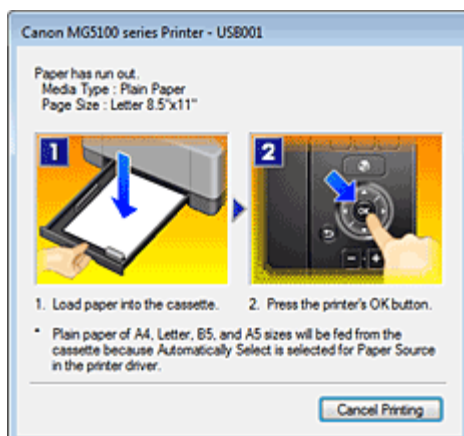 Canon MG5100 series Printer - USB001
Paper has run out.
Media Type : Plain Paper
Page Size : Letter 8.5"x11"
1
2
OK
1. Load paper into the cassette.
2. Press the printer's OK button.
* Plain paper of A4, Letter, B5, and A5 sizes will be fed from the
cassette because Automatically Select is selected for Paper Source
in the printer driver.
Cancel Printing